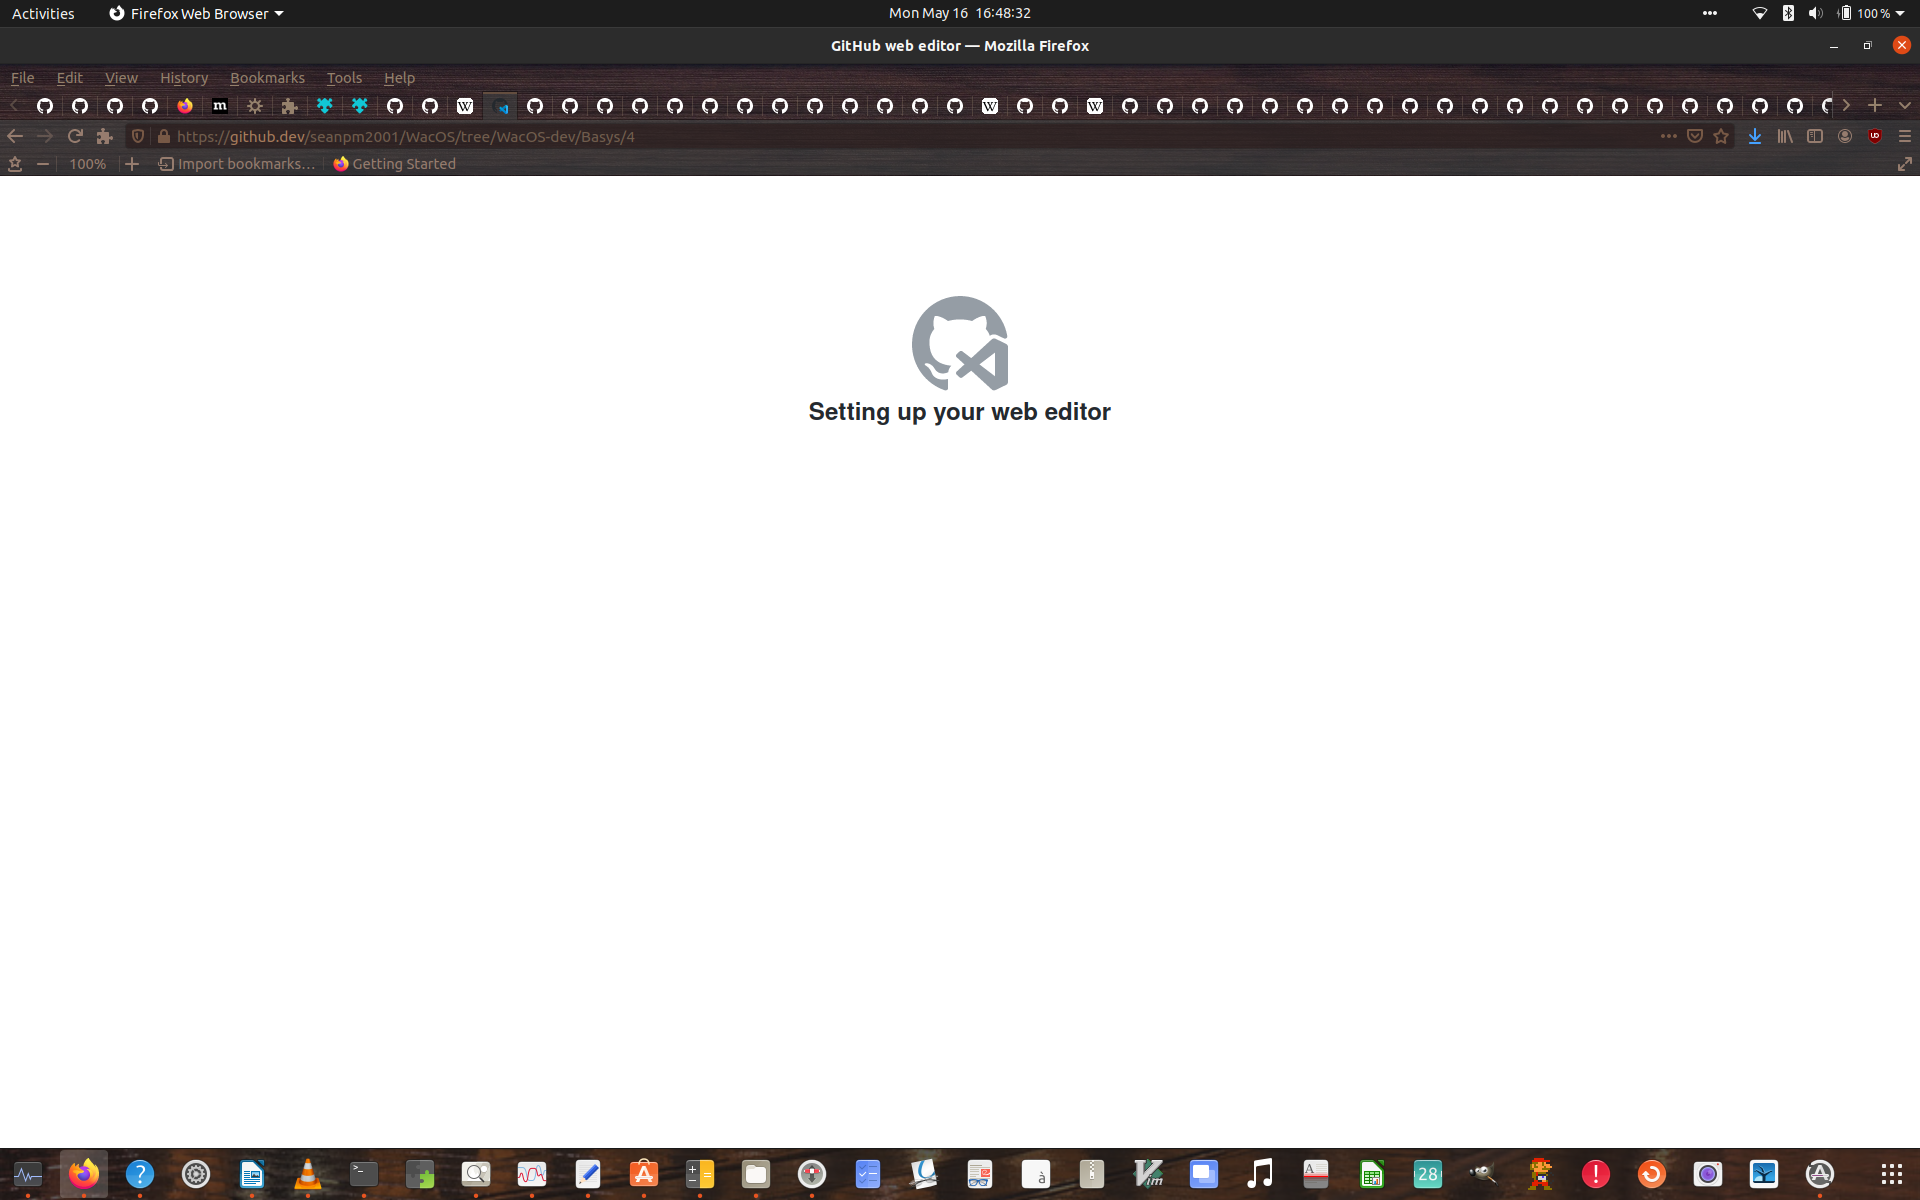 Activities
Firefox Web Browser
Mon May 16 16:48:32
100 %
GitHub web editor — Mozilla Firefox
File Edit View History Bookmarks Tools Help
https://github.dev/seanpm2001/WacOS/tree/WacOS-dev/Basys/4
100%
Import bookmarks…
Getting Started
Setting up your web editor
28